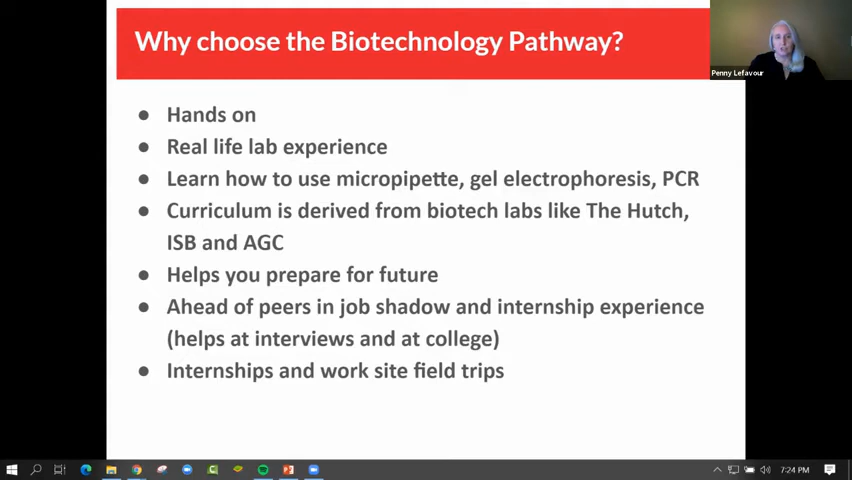 Why choose the Biotechnology Pathway?
Penny Lefavour
● Hands on
● Real life lab experience
● Learn how to use micropipette, gel electrophoresis, PCR
● Curriculum is derived from biotech labs like The Hutch,
ISB and AGC
● Helps you prepare for future
● Ahead of peers in job shadow and internship experience
(helps at interviews and at college)
● Internships and work site field trips
7:24 PM